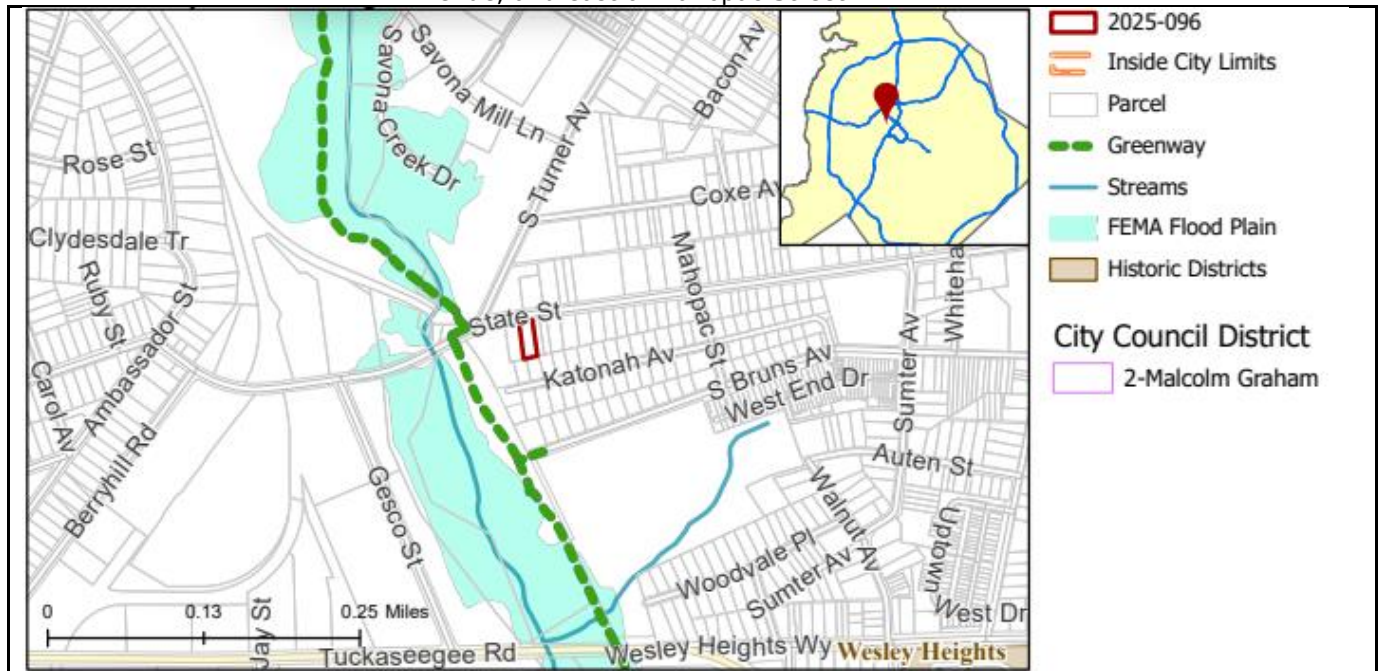 2025-096
Inside City Limits
Parcel
Greenway
Streams
FEMA Flood Plain
Historic Districts
City Council District
2-Malcolm Graham
Savona Mill Ln
Savona Creek Dr
Bacon Av
Rose St
S Turner Av
Coxe Av
Clydesdale Tr
Ruby St
Ambassador St
Mahopac St
Whiteha
State St
Katonah Av
S Bruns Av
West End Dr
Sumter Av
Carol Av
Berryhill Rd
Auten St
Gesco St
Walnut Av
Uptown
Woodvale Pl
Sumter Av
West Dr
0 0.13 0.25 Miles
Jay St
Tuckaseegee Rd
Wesley Heights Wy
Wesley Heights